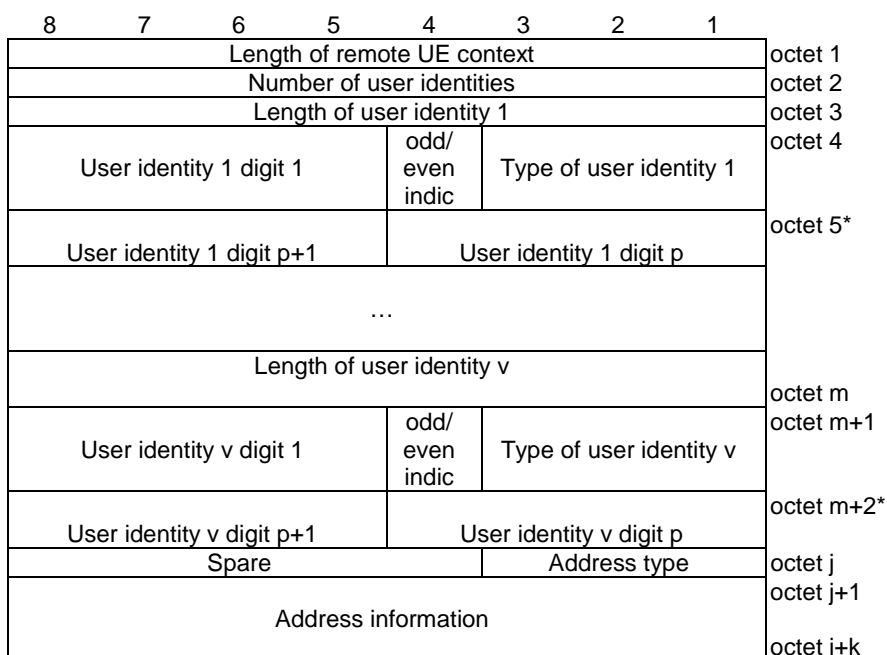 8 7 6 5 4 3 2 1
Length of remote UE context octet 1
Number of user identities octet 2
Length of user identity 1 octet 3
User identity 1 digit 1 odd/ even indic Type of user identity 1 octet 4
octet 5*
User identity 1 digit p+1 User identity 1 digit p
…
Length of user identity v
octet m
User identity v digit 1 odd/ even indic Type of user identity v octet m+1
octet m+2*
User identity v digit p+1 User identity v digit p
Spare Address type octet j
octet j+1
Address information
octet j+k